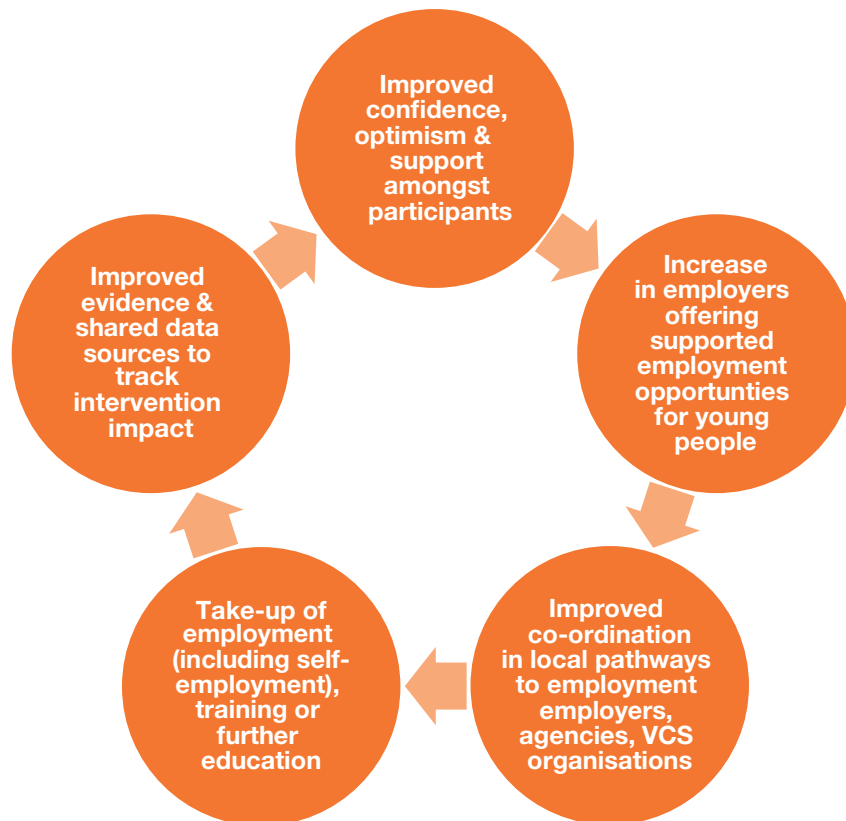 Improved
confidence,
optimism &
support
amongst
participants
Increase
in employers
offering
supported
employment
opportunties
for young
people
Improved
co-ordination
in local pathways
to employment
employers,
agencies, VCS
organisations
Take-up of
employment
(including self-
employment),
training or
further
education
Improved
evidence &
shared data
sources to
track
intervention
impact